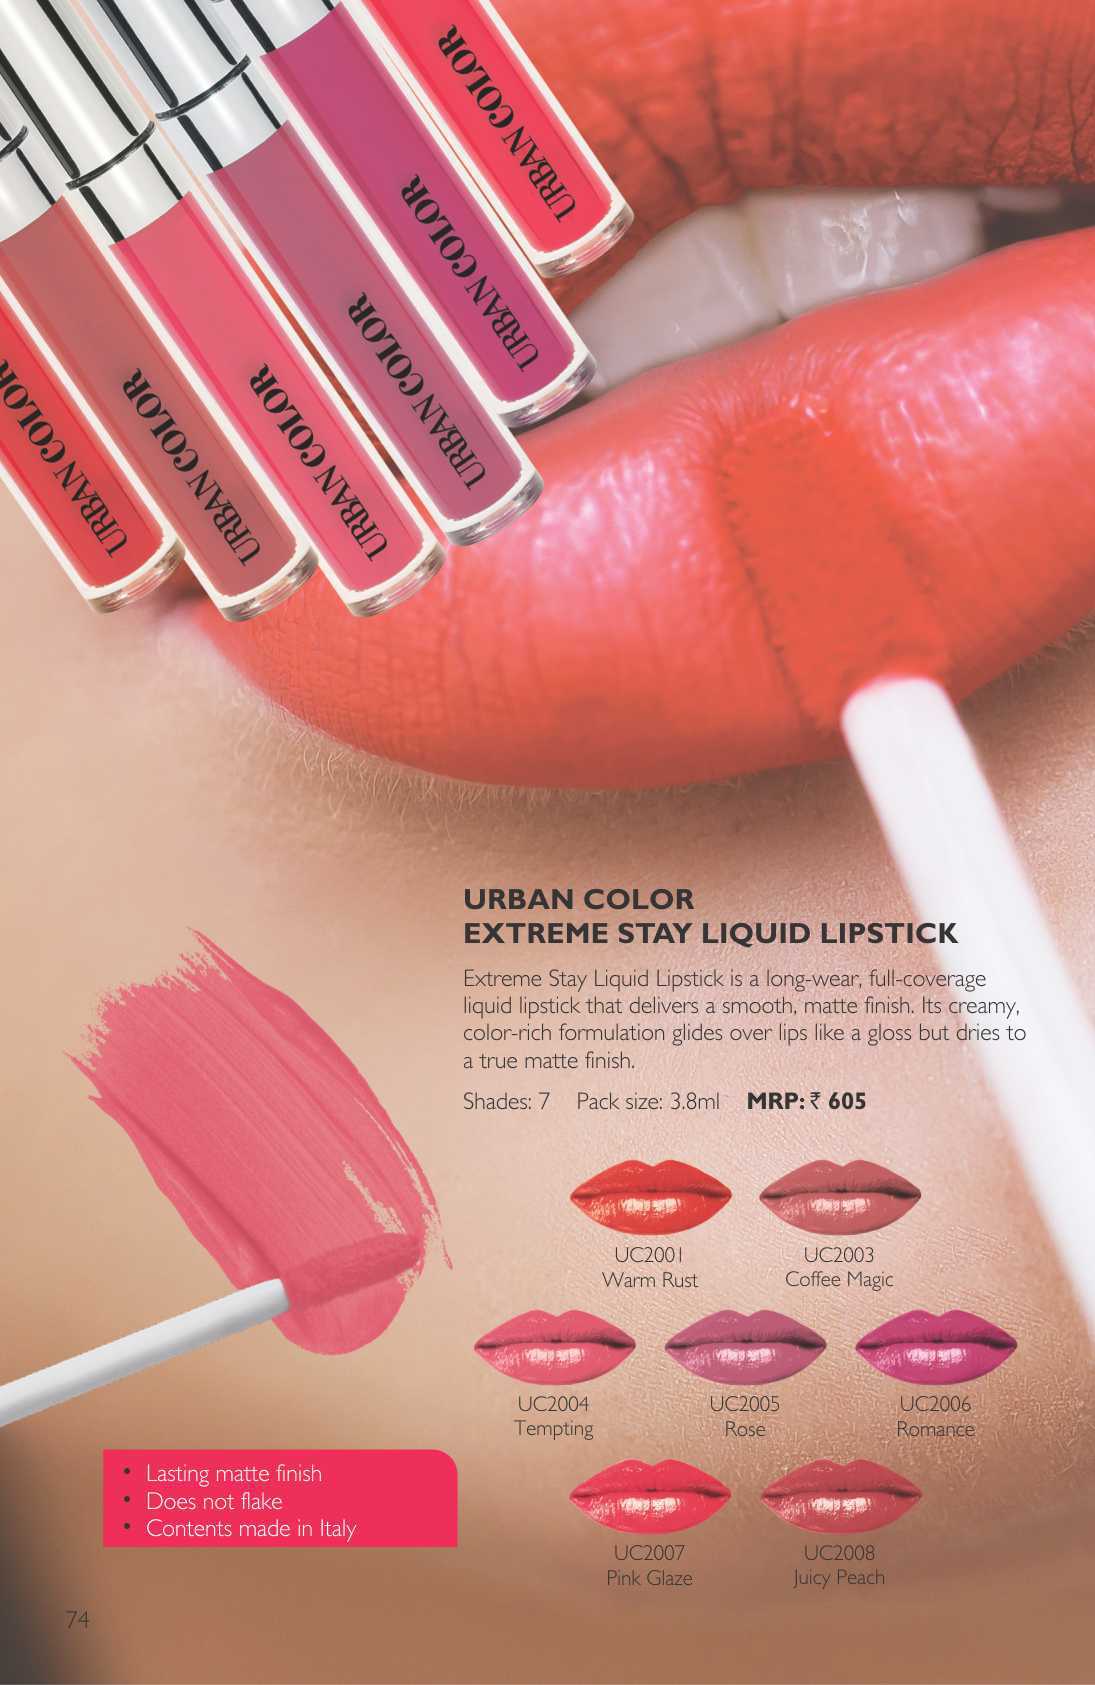 URBAN COLOR
URBAN COLOR
URBAN COLOR
URBAN COLOR
URBAN COLOR
URBAN COLOR
URBAN COLOR
EXTREME STAY LIQUID LIPSTICK
Extreme Stay Liquid Lipstick is a long-wear, full-coverage
liquid lipstick that delivers a smooth, matte finish. Its creamy,
color-rich formulation glides over lips like a gloss but dries to
a true matte finish.
Shades: 7 Pack size: 3.8ml MRP: ₹ 605
UC2001
Warm Rust
UC2003
Coffee Magic
UC2004
Tempting
UC2005
Rose
UC2006
Romance
UC2007
Pink Glaze
UC2008
Juicy Peach
• Lasting matte finish
• Does not flake
• Contents made in Italy
74